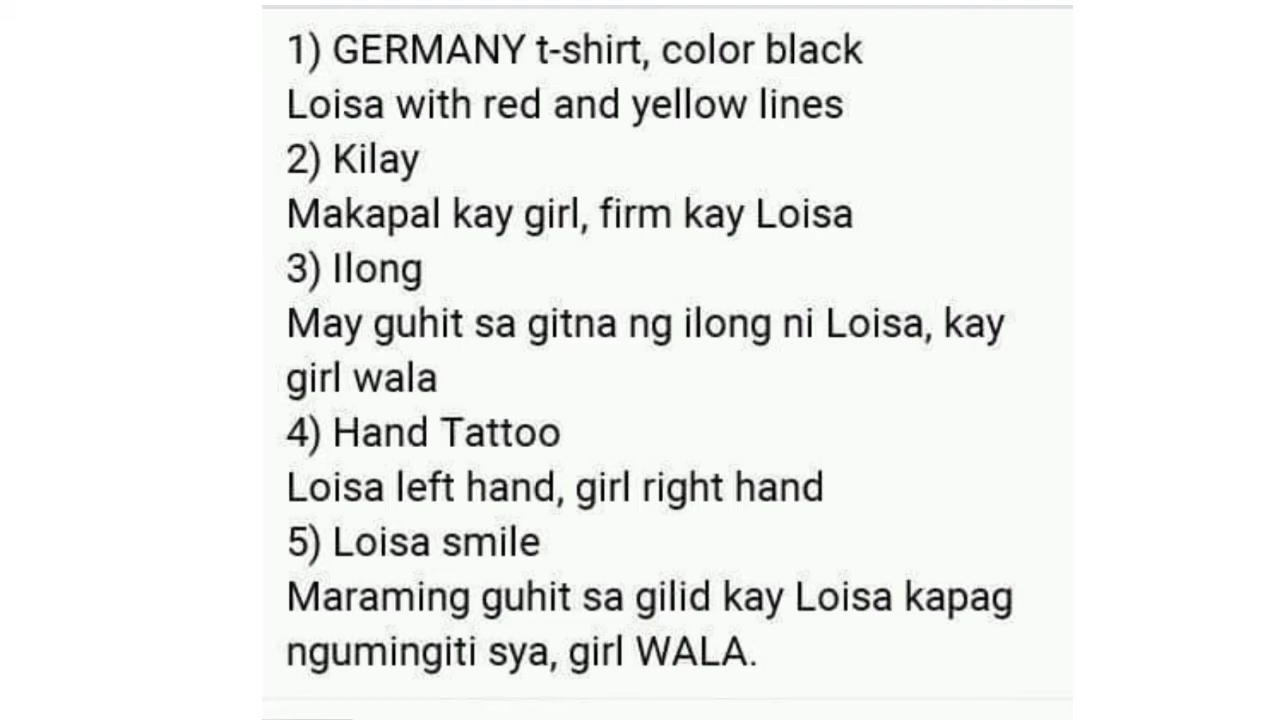 1) GERMANY t-shirt, color black
Loisa with red and yellow lines
2) Kilay
Makapal kay girl, firm kay Loisa
3) Ilong
May guhit sa gitna ng ilong ni Loisa, kay
girl wala
4) Hand Tattoo
Loisa left hand, girl right hand
5) Loisa smile
Maraming guhit sa gilid kay Loisa kapag
ngumingiti sya, girl WALA.